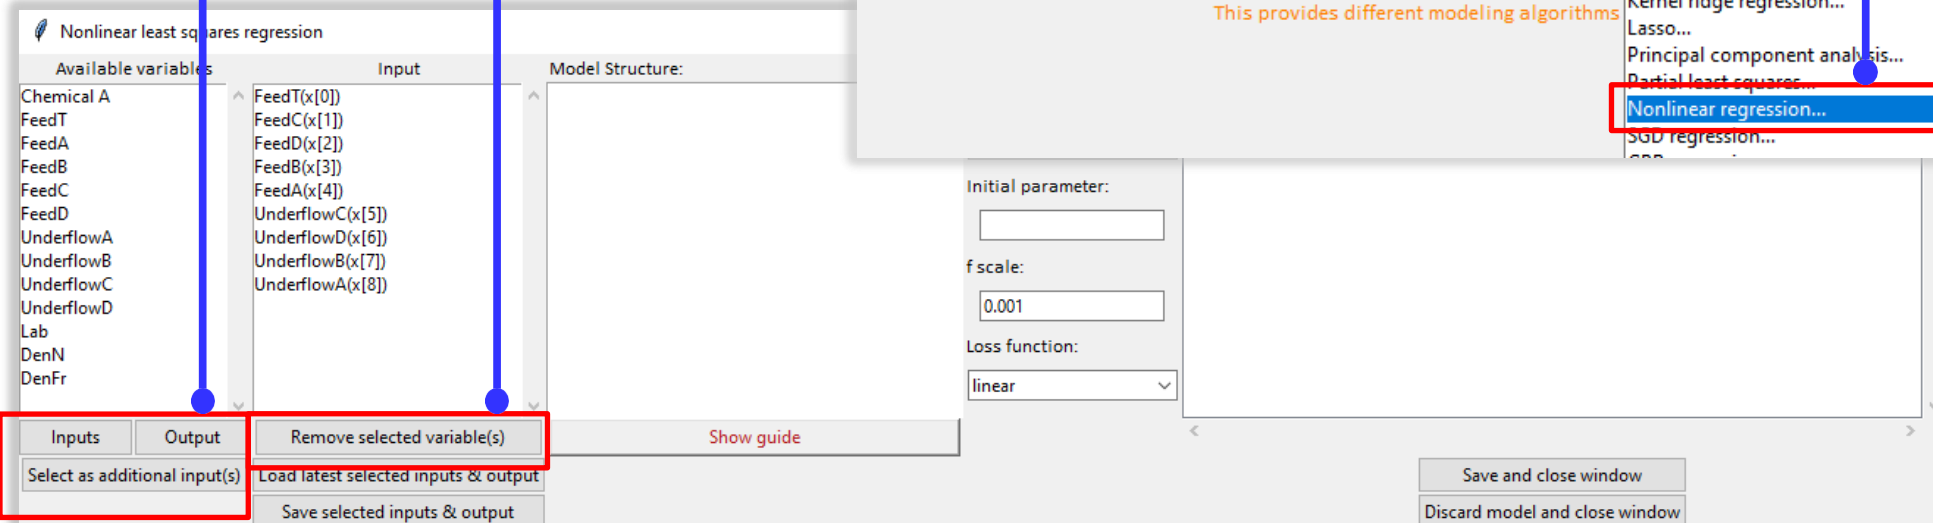 Nonlinear least squares regression
Available variables
Chemical A
FeedT
FeedA
FeedB
FeedC
FeedD
UnderflowA
UnderflowB
UnderflowC
UnderflowD
Lab
DenN
DenFr
Inputs
Output
Select as additional input(s)
Input
FeedT(x[0])
FeedC(x[1])
FeedD(x[2])
FeedB(x[3])
FeedA(x[4])
UnderflowC(x[5])
UnderflowD(x[6])
UnderflowB(x[7])
UnderflowA(x[8])
Remove selected variable(s)
Load latest selected inputs & output
Save selected inputs & output
Model Structure:
Show guide
This provides different modeling algorithms
Kernel ridge regression...
Lasso...
Principal component analysis...
Partial least squares...
Nonlinear regression...
SGD regression...
Initial parameter:
f scale:
0.001
Loss function:
linear
Save and close window
Discard model and close window